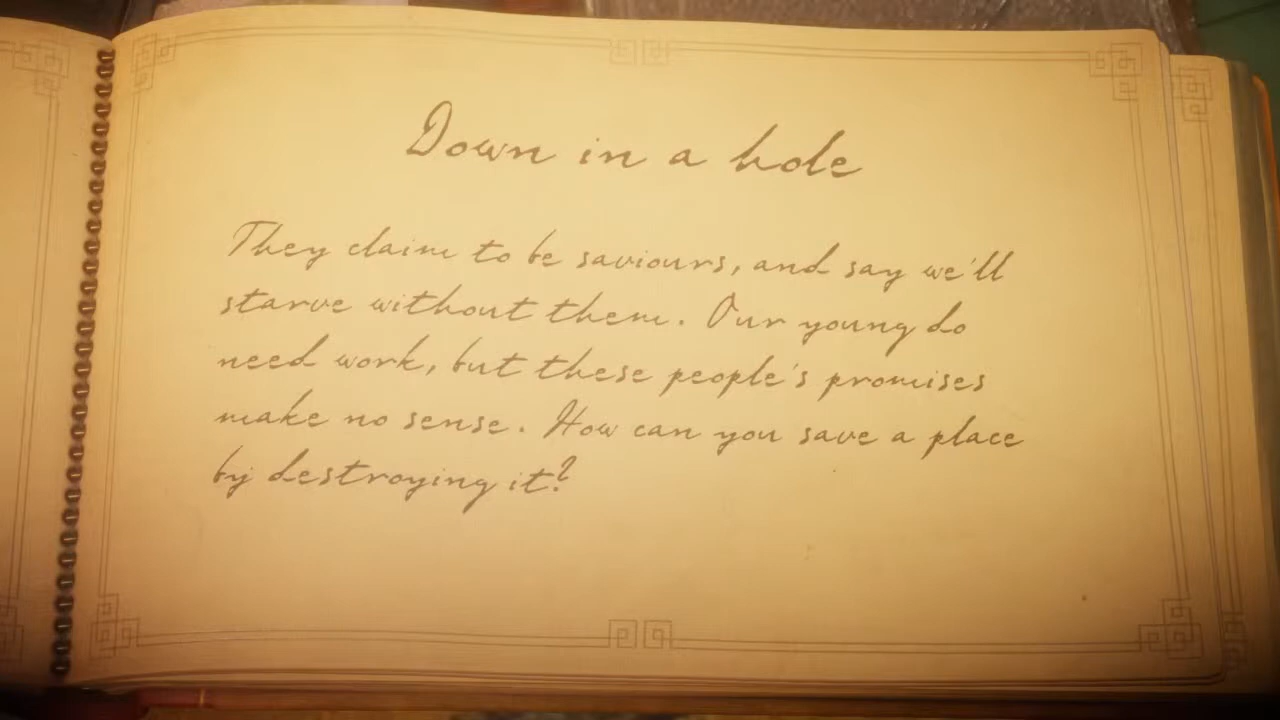 Down in a hole
They claim to be saviours, and say we'll
starve without them. Our young do
need work, but these people's promises
make no sense. How can you save a place
by destroying it?